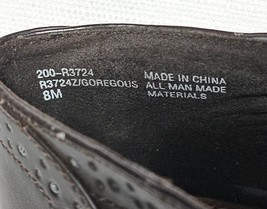 200-R3724
R3724Z/GOREGOUS
8M
MADE IN CHINA
ALL MAN MADE
MATERIALS